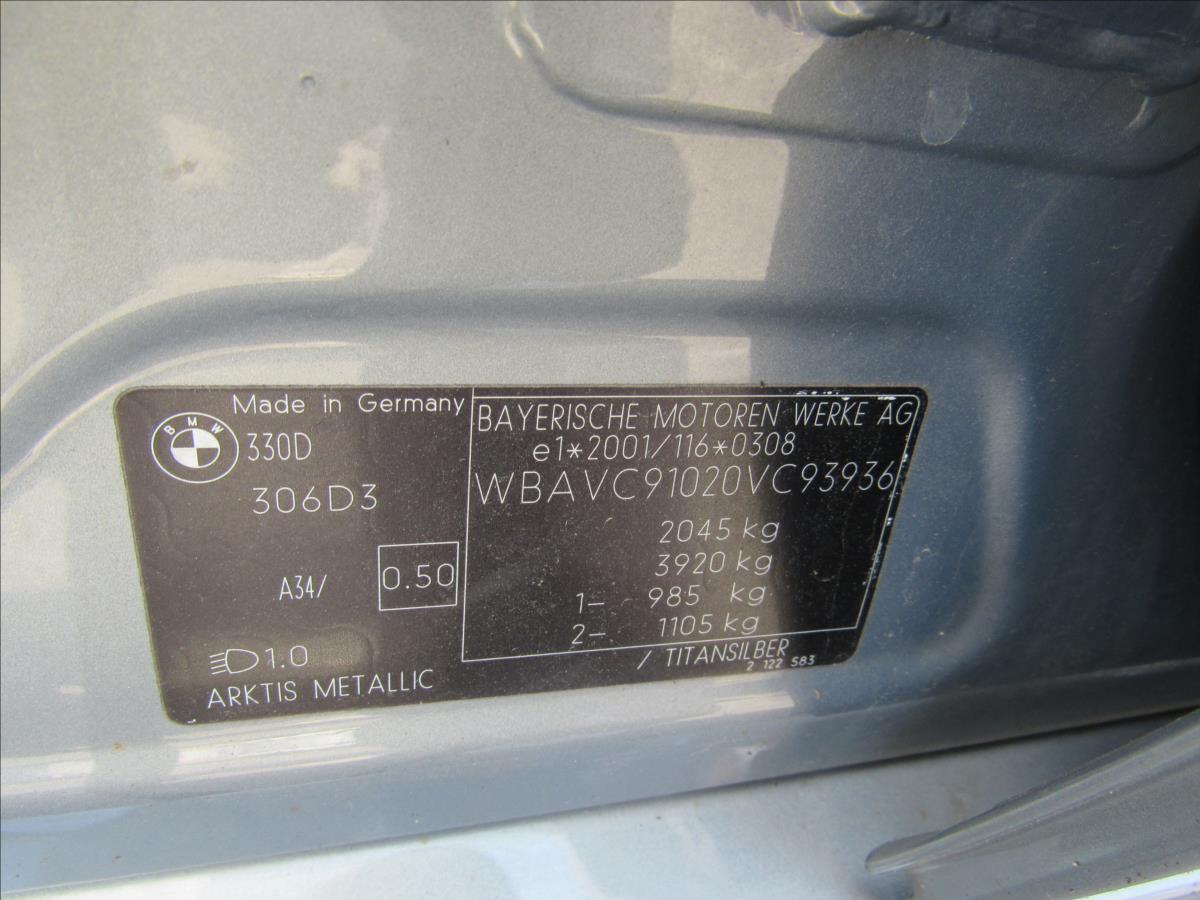 Made in Germany
BMW
330D
306D3
A34/
0.50
1.0
ARKTIS METALLIC
BAYERISCHE MOTOREN WERKE AG
e1*2001/116*0308
WBAVC91020VC93936
2045 kg
3920 kg
1– 985 kg
2– 1105 kg
/ TITANSILBER
2 122 583